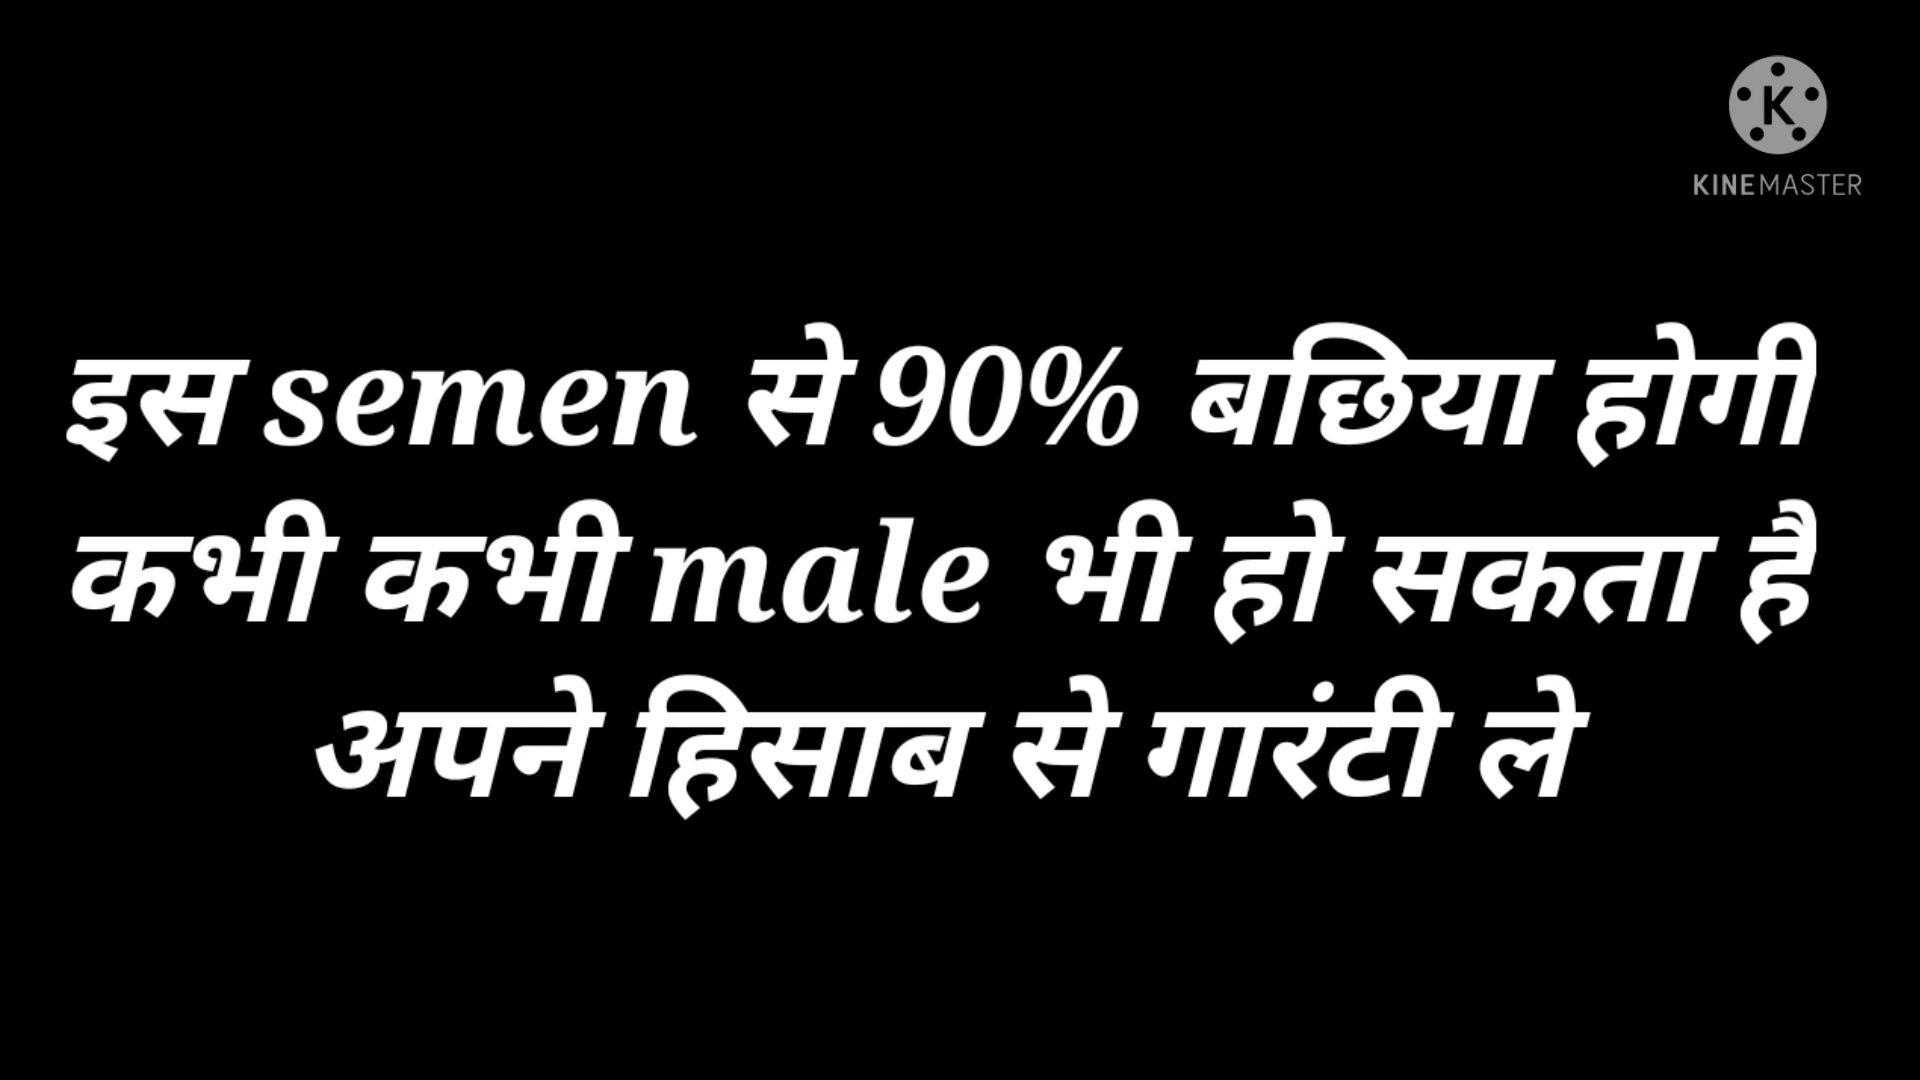 KINEMASTER
इस semen से 90% बछिया होगी
कभी कभी male भी हो सकता है
अपने हिसाब से गारंटी ले